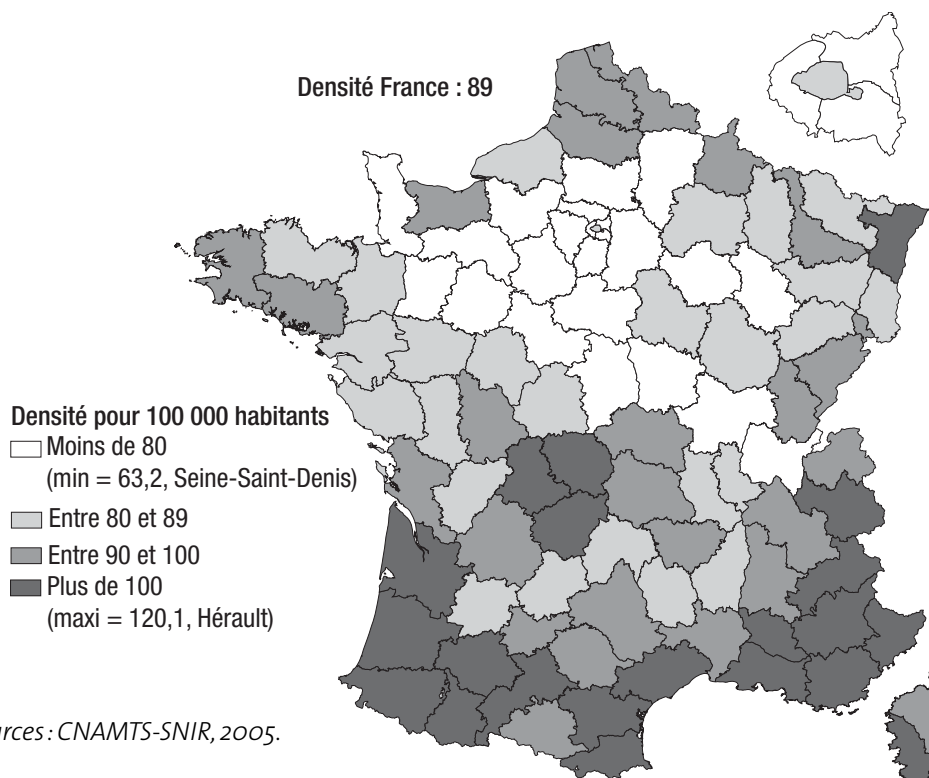 Densité France : 89
Densité pour 100 000 habitants
Moins de 80
(min = 63,2, Seine-Saint-Denis)
Entre 80 et 89
Entre 90 et 100
Plus de 100
(maxi = 120,1, Hérault)
rces : CNAMTS-SNIR, 2005.